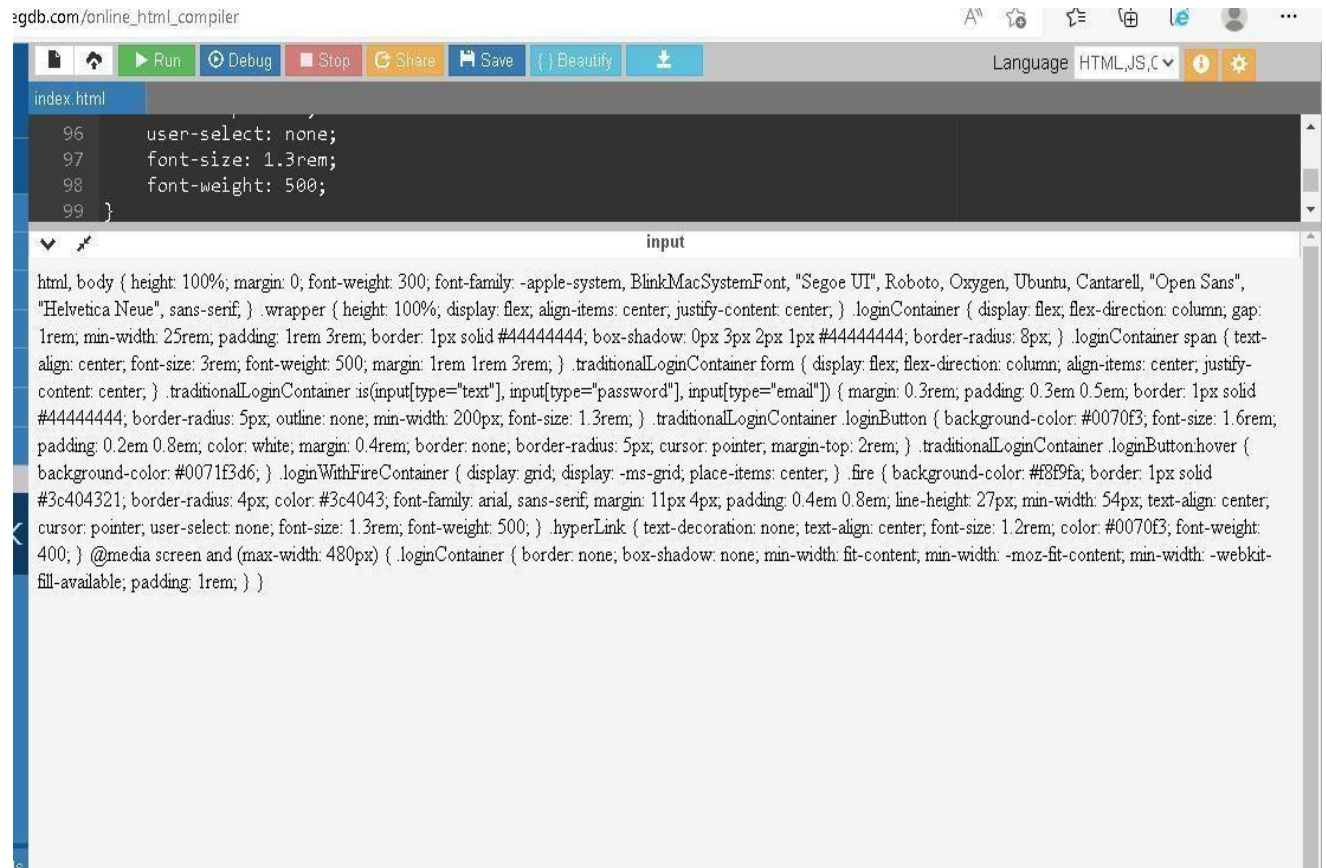 egdb.com/online_html_compiler
Run Debug Stop Share Save { } Beautify Language HTML,JS,C
index.html
96 user-select: none;
97 font-size: 1.3rem;
98 font-weight: 500;
99 }
input
html, body { height: 100%; margin: 0; font-weight: 300; font-family: -apple-system, BlinkMacSystemFont, "Segoe UI", Roboto, Oxygen, Ubuntu, Cantarell, "Open Sans",
"Helvetica Neue", sans-serif; } .wrapper { height: 100%; display: flex; align-items: center; justify-content: center; } .loginContainer { display: flex; flex-direction: column; gap:
1rem; min-width: 25rem; padding: 1rem 3rem; border: 1px solid #44444444; box-shadow: 0px 3px 2px 1px #44444444; border-radius: 8px; } .loginContainer span { text-
align: center; font-size: 3rem; font-weight: 500; margin: 1rem 1rem 3rem; } .traditionalLoginContainer form { display: flex; flex-direction: column; align-items: center; justify-
content: center; } .traditionalLoginContainer :is(input[type="text"], input[type="password"], input[type="email"]) { margin: 0.3rem; padding: 0.3em 0.5em; border: 1px solid
#44444444; border-radius: 5px; outline: none; min-width: 200px; font-size: 1.3rem; } .traditionalLoginContainer .loginButton { background-color: #0070f3; font-size: 1.6rem;
padding: 0.2em 0.8em; color: white; margin: 0.4rem; border: none; border-radius: 5px; cursor: pointer; margin-top: 2rem; } .traditionalLoginContainer .loginButton:hover {
background-color: #0071f3d6; } .loginWithFireContainer { display: grid; display: -ms-grid; place-items: center; } .fire { background-color: #f8f9fa; border: 1px solid
#3c404321; border-radius: 4px; color: #3c4043; font-family: arial, sans-serif; margin: 11px 4px; padding: 0.4em 0.8em; line-height: 27px; min-width: 54px; text-align: center;
cursor: pointer; user-select: none; font-size: 1.3rem; font-weight: 500; } .hyperLink { text-decoration: none; text-align: center; font-size: 1.2rem; color: #0070f3; font-weight:
400; } @media screen and (max-width: 480px) { .loginContainer { border: none; box-shadow: none; min-width: fit-content; min-width: -moz-fit-content; min-width: -webkit-
fill-available; padding: 1rem; } }